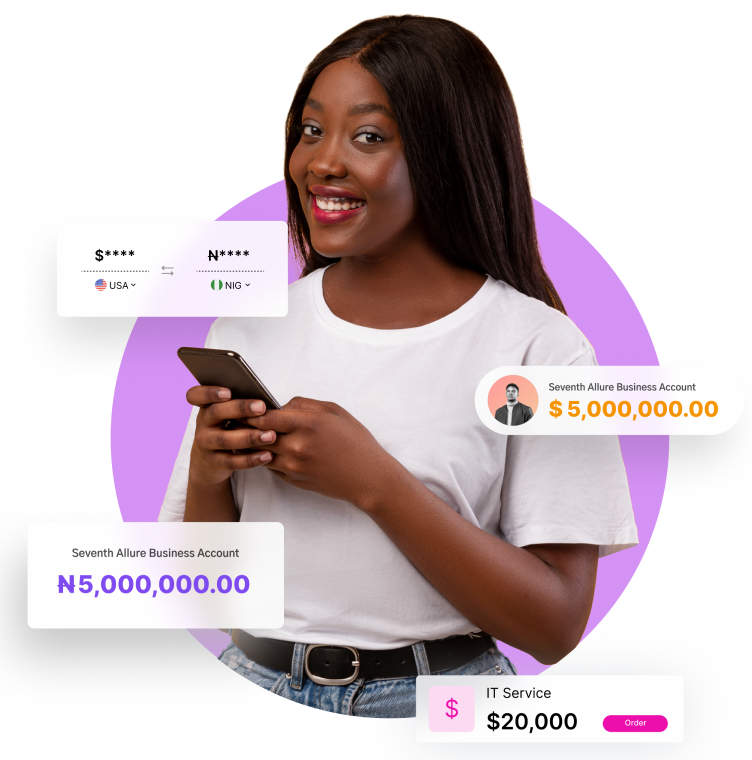 $**** ₦****
USA NIG
Seventh Allure Business Account
$ 5,000,000.00
Seventh Allure Business Account
₦5,000,000.00
$
IT Service
$20,000
Order